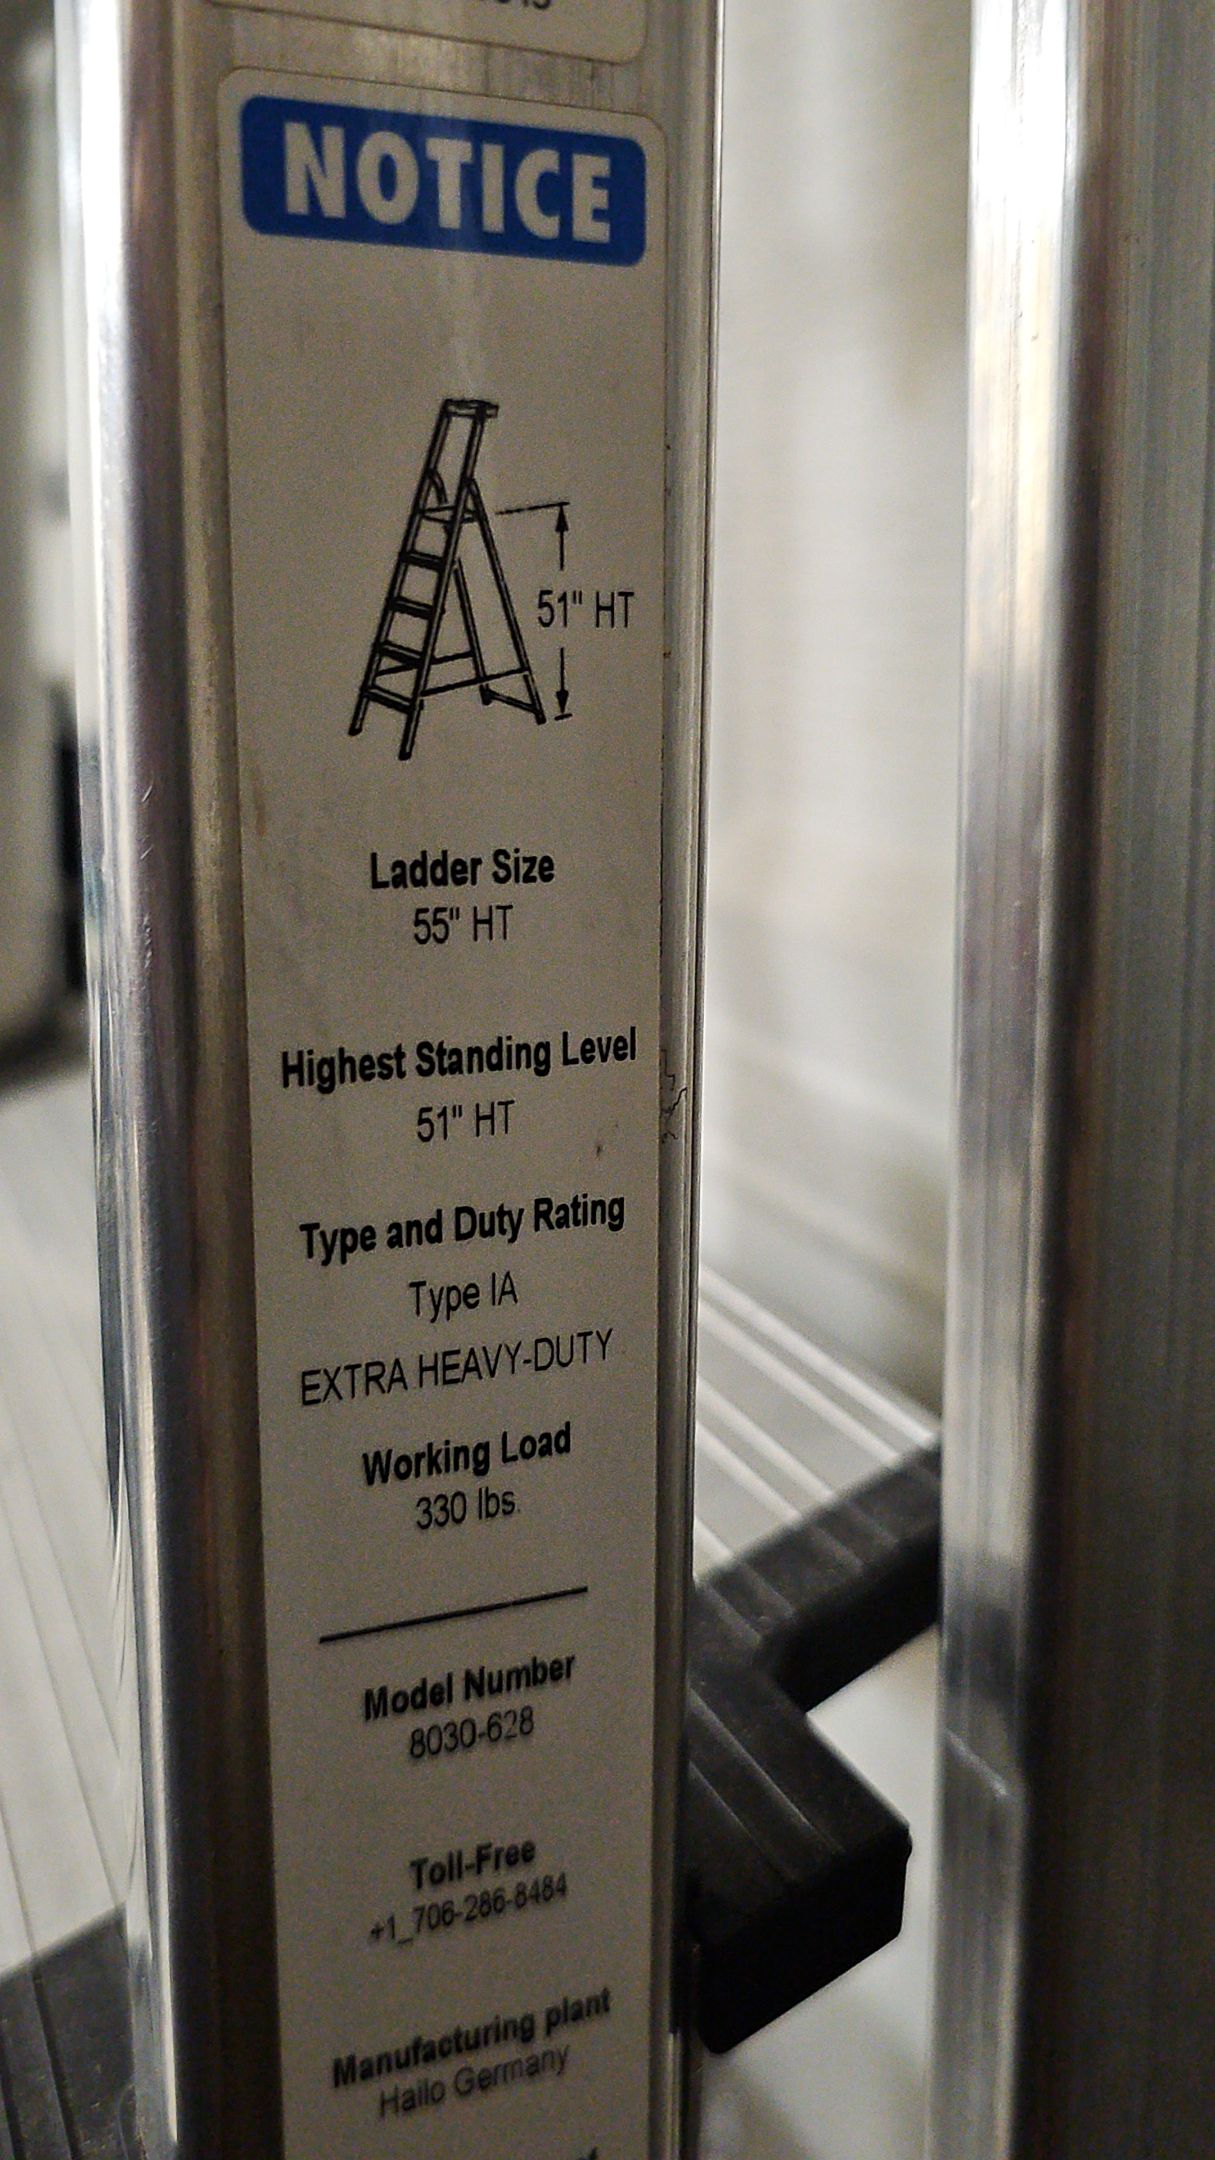 NOTICE
51" HT
Ladder Size
55" HT
Highest Standing Level
51" HT
Type and Duty Rating
Type IA
EXTRA HEAVY-DUTY
Working Load
330 lbs.
Model Number
8030-628
Toll-Free
+1_706-286-8484
Manufacturing plant
Hailo Germany